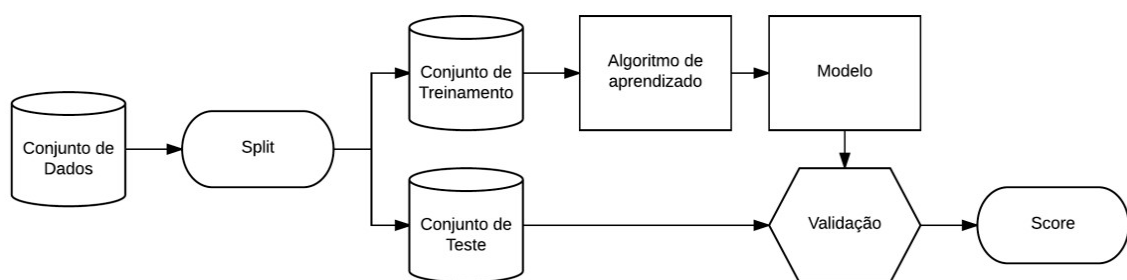 Conjunto de
Dados
Split
Conjunto de
Treinamento
Algoritmo de
aprendizado
Modelo
Conjunto de
Teste
Validação
Score